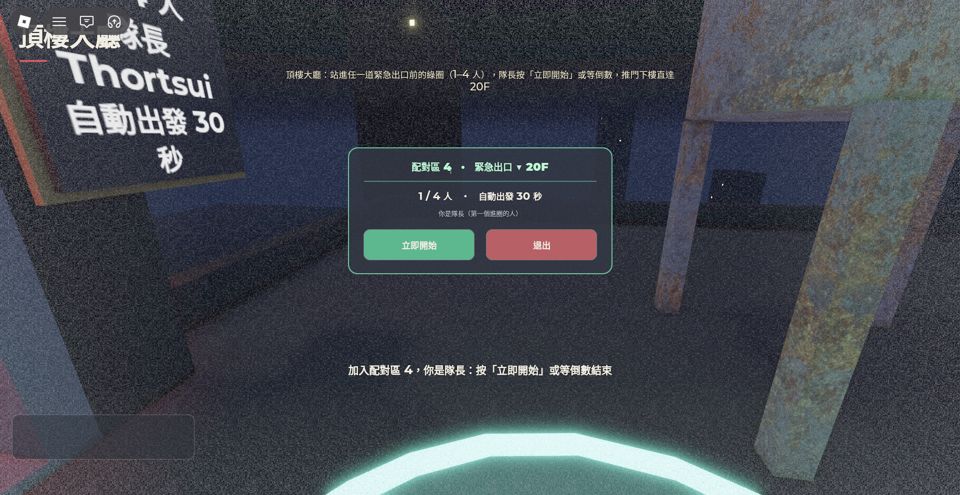 頂樓大廳
隊長
Thortsui
自動出發 30
秒
頂樓大廳：站進任一道緊急出口前的綠圈（1–4 人），隊長按「立即開始」或等倒數，推門下樓直達
20F
配對區 4 • 緊急出口 ▼ 20F
1 / 4 人 • 自動出發 30 秒
你是隊長（第一個進圈的人）
立即開始
退出
加入配對區 4，你是隊長：按「立即開始」或等倒數結束